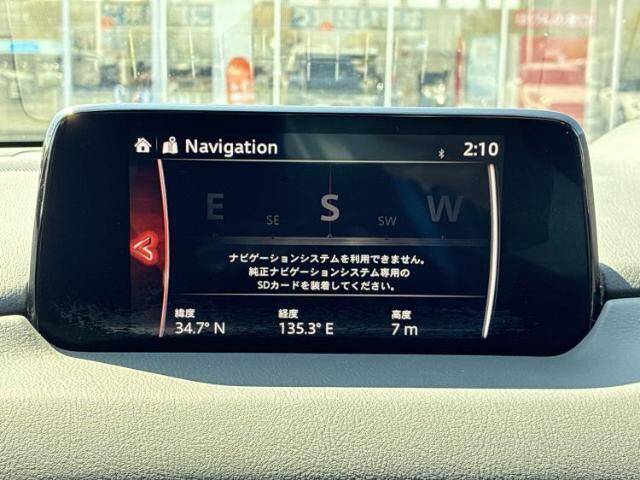 Navigation
2:10
E
SE
S
SW
W
ナビゲーションシステムを利用できません。
純正ナビゲーションシステム専用の
SDカードを装着してください。
緯度
経度
高度
34.7° N
135.3° E
7 m